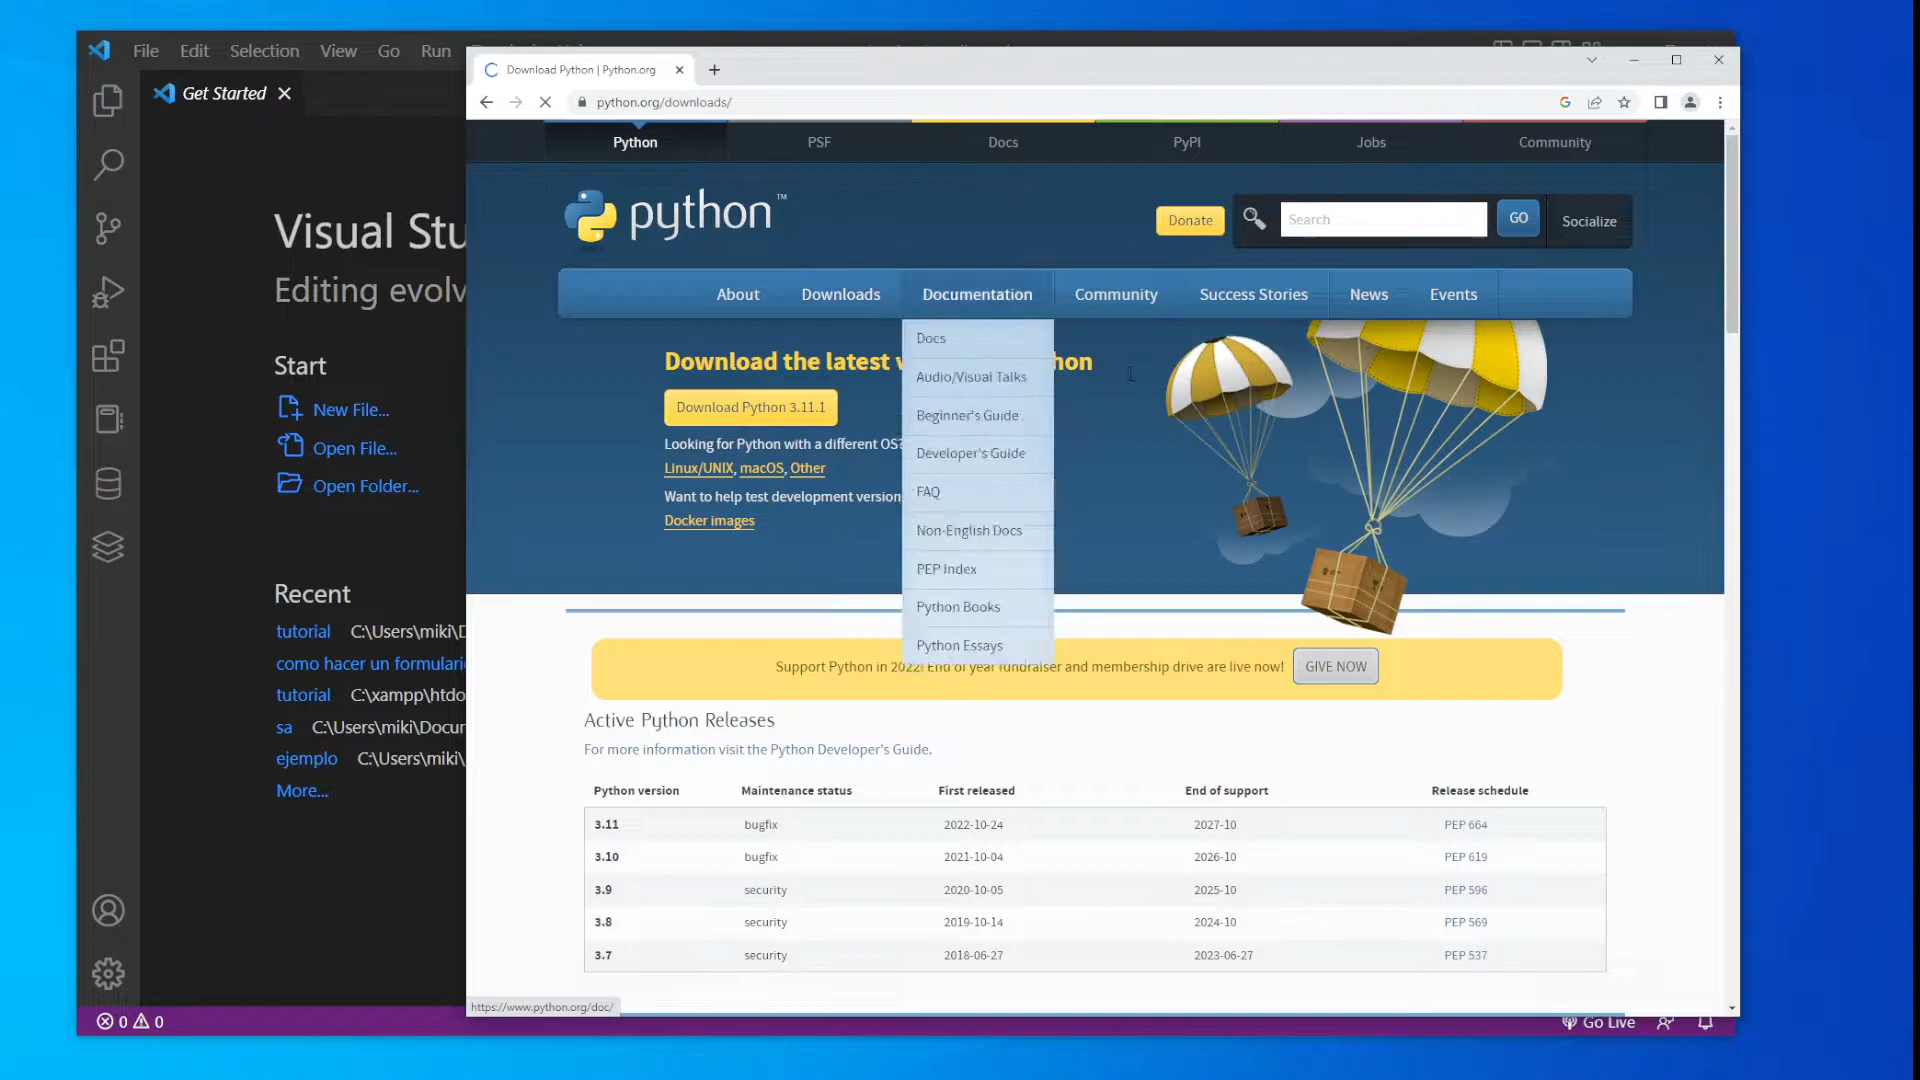 File Edit Selection View Go Run
Get Started
Visual Stu
Editing evolv
Start
New File...
Open File...
Open Folder...
Recent
tutorial C:\Users\miki\D
como hacer un formulari
tutorial C:\xampp\htdo
sa C:\Users\miki\Docur
ejemplo C:\Users\miki\
More...
0 0
Go Live
Download Python | Python.org
python.org/downloads/
Python PSF Docs PyPI Jobs Community
python™
Donate Search GO Socialize
About Downloads Documentation Community Success Stories News Events
Docs
Audio/Visual Talks
Beginner's Guide
Developer's Guide
FAQ
Non-English Docs
PEP Index
Python Books
Python Essays
Download the latest v hon
Download Python 3.11.1
Looking for Python with a different OS?
Linux/UNIX, macOS, Other
Want to help test development version
Docker images
Support Python in 2022! End of year fundraiser and membership drive are live now! GIVE NOW
Active Python Releases
For more information visit the Python Developer's Guide.
Python version Maintenance status First released End of support Release schedule
3.11 bugfix 2022-10-24 2027-10 PEP 664
3.10 bugfix 2021-10-04 2026-10 PEP 619
3.9 security 2020-10-05 2025-10 PEP 596
3.8 security 2019-10-14 2024-10 PEP 569
3.7 security 2018-06-27 2023-06-27 PEP 537
https://www.python.org/doc/